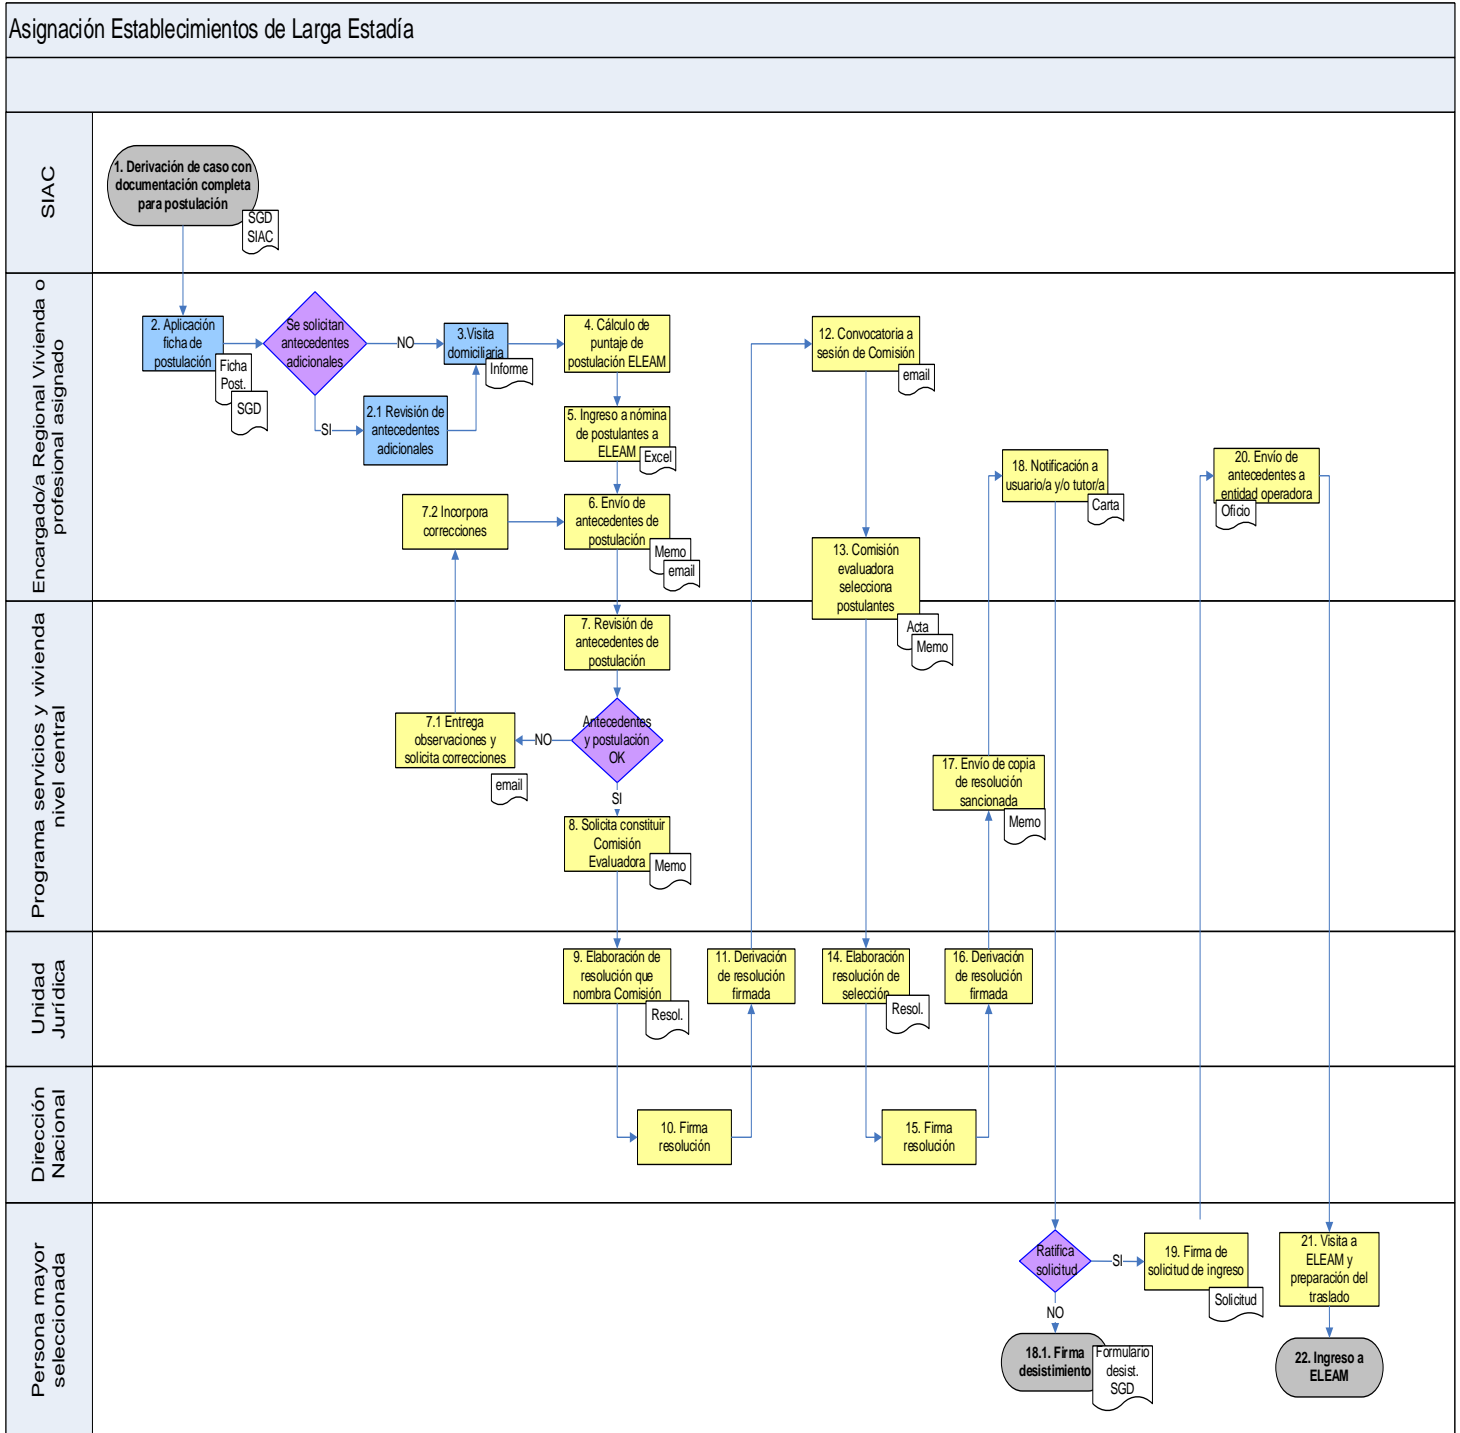 Asignación Establecimientos de Larga Estadía
SIAC
1. Derivación de caso con
documentación completa
para postulación
SGD
SIAC
Encargado/a Regional Vivienda o
profesional asignado
2. Aplicación
ficha de
postulación
Ficha
Post.
SGD
Se solicitan
antecedentes
adicionales
NO
SI
2.1 Revisión de
antecedentes
adicionales
3.Visita
domiciliaria
Informe
4. Cálculo de
puntaje de
postulación ELEAM
5. Ingreso a nómina
de postulantes a
ELEAM
Excel
6. Envío de
antecedentes de
postulación
Memo
email
7.2 Incorpora
correcciones
12. Convocatoria a
sesión de Comisión
email
13. Comisión
evaluadora
selecciona
postulantes
Acta
Memo
18. Notificación a
usuario/a y/o tutor/a
Carta
20. Envío de
antecedentes a
entidad operadora
Oficio
Programa servicios y vivienda
nivel central
7. Revisión de
antecedentes de
postulación
Antecedentes
y postulación
OK
NO
SI
7.1 Entrega
observaciones y
solicita correcciones
email
8. Solicita constituir
Comisión
Evaluadora
Memo
17. Envío de copia
de resolución
sancionada
Memo
Unidad
Jurídica
9. Elaboración de
resolución que
nombra Comisión
Resol.
11. Derivación
de resolución
firmada
14. Elaboración
resolución de
selección
Resol.
16. Derivación
de resolución
firmada
Dirección
Nacional
10. Firma
resolución
15. Firma
resolución
Persona mayor
seleccionada
Ratifica
solicitud
SI
NO
19. Firma de
solicitud de ingreso
Solicitud
21. Visita a
ELEAM y
preparación del
traslado
18.1. Firma
desistimiento
Formulario
desist.
SGD
22. Ingreso a
ELEAM